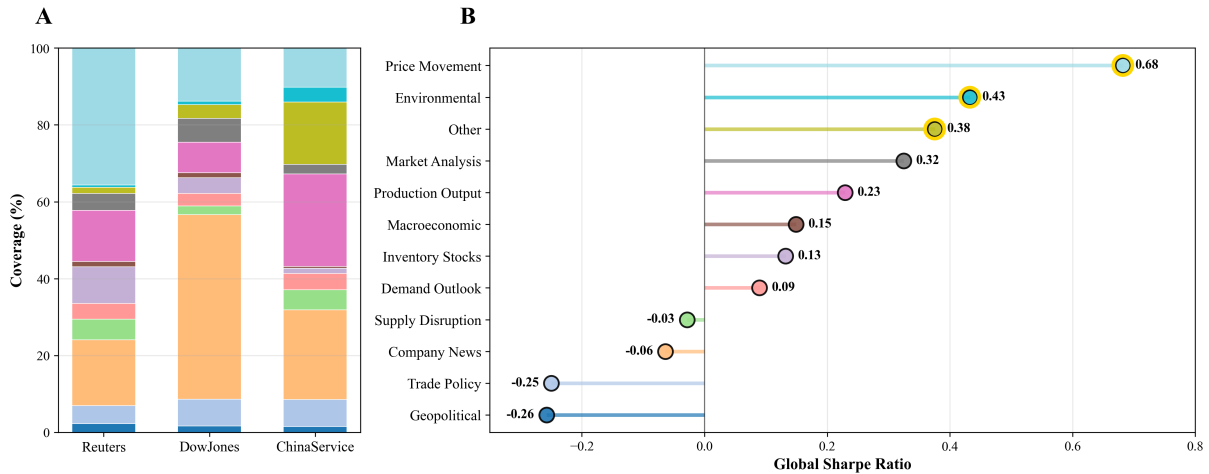 A
B
Coverage (%)
100
80
60
40
20
0
Reuters
DowJones
ChinaService
Price Movement
0.68
Environmental
0.43
Other
0.38
Market Analysis
0.32
Production Output
0.23
Macroeconomic
0.15
Inventory Stocks
0.13
Demand Outlook
0.09
Supply Disruption
-0.03
Company News
-0.06
Trade Policy
-0.25
Geopolitical
-0.26
−0.2
0.0
0.2
0.4
0.6
0.8
Global Sharpe Ratio